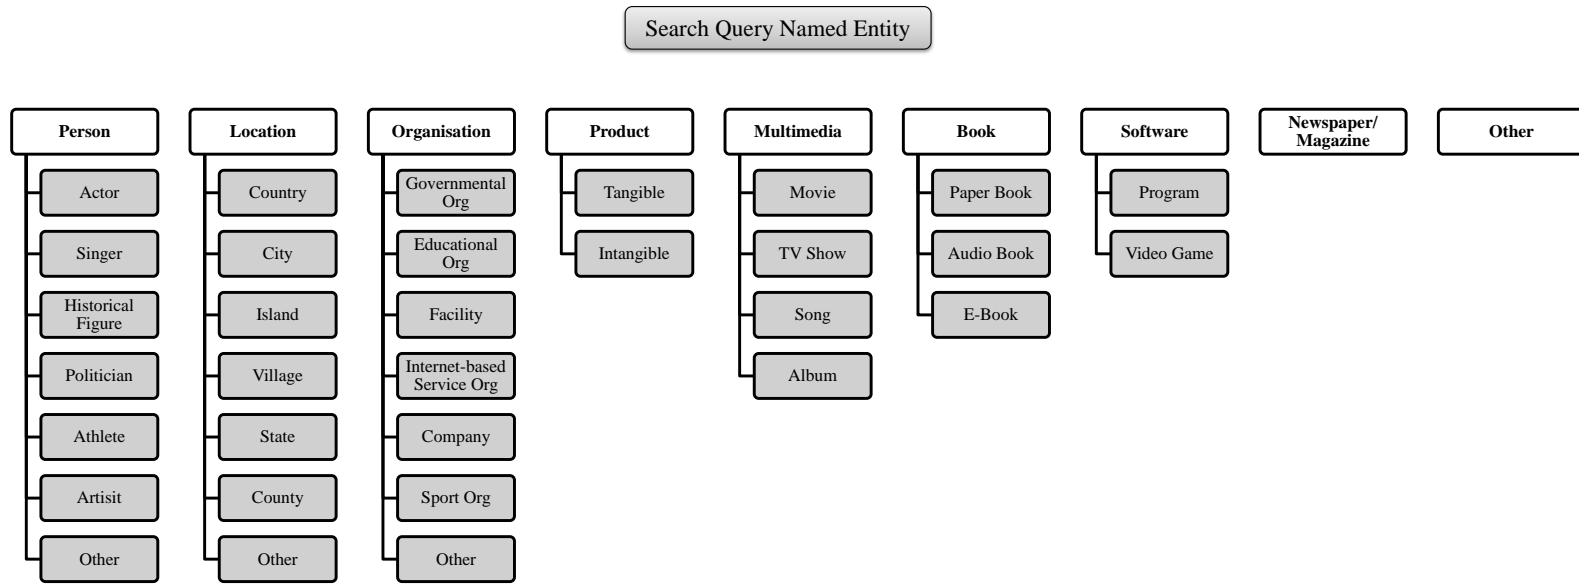 Search Query Named Entity
Person
Actor
Singer
Historical
Figure
Politician
Athlete
Artisit
Other
Location
Country
City
Island
Village
State
County
Other
Organisation
Governmental
Org
Educational
Org
Facility
Internet-based
Service Org
Company
Sport Org
Other
Product
Tangible
Intangible
Multimedia
Movie
TV Show
Song
Album
Book
Paper Book
Audio Book
E-Book
Software
Program
Video Game
Newspaper/
Magazine
Other